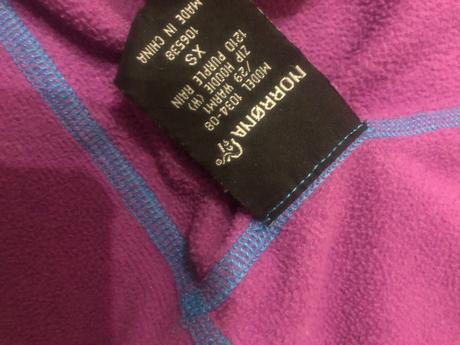 NORRØNA
MODEL 1034-08
/29 WARM1 (W)
ZIP HOODIE
1210 PURPLE RAIN
XS
106538
MADE IN CHINA